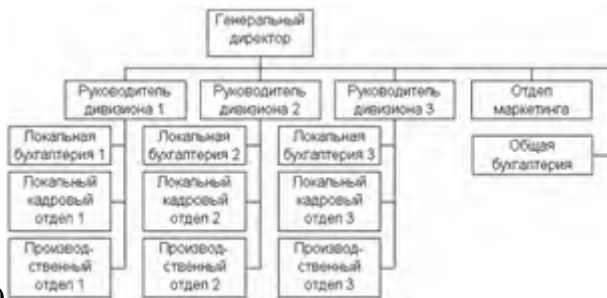 Генеральный
директор
Руководитель
дивизиона 1
Руководитель
дивизиона 2
Руководитель
дивизиона 3
Отдел
маркетинга
Локальная
бухгалтерия 1
Локальная
бухгалтерия 2
Локальная
бухгалтерия 3
Общая
бухгалтерия
Локальный
кадровый
отдел 1
Локальный
кадровый
отдел 2
Локальный
кадровый
отдел 3
Производ-
ственный
отдел 1
Производ-
ственный
отдел 2
Производ-
ственный
отдел 3
)